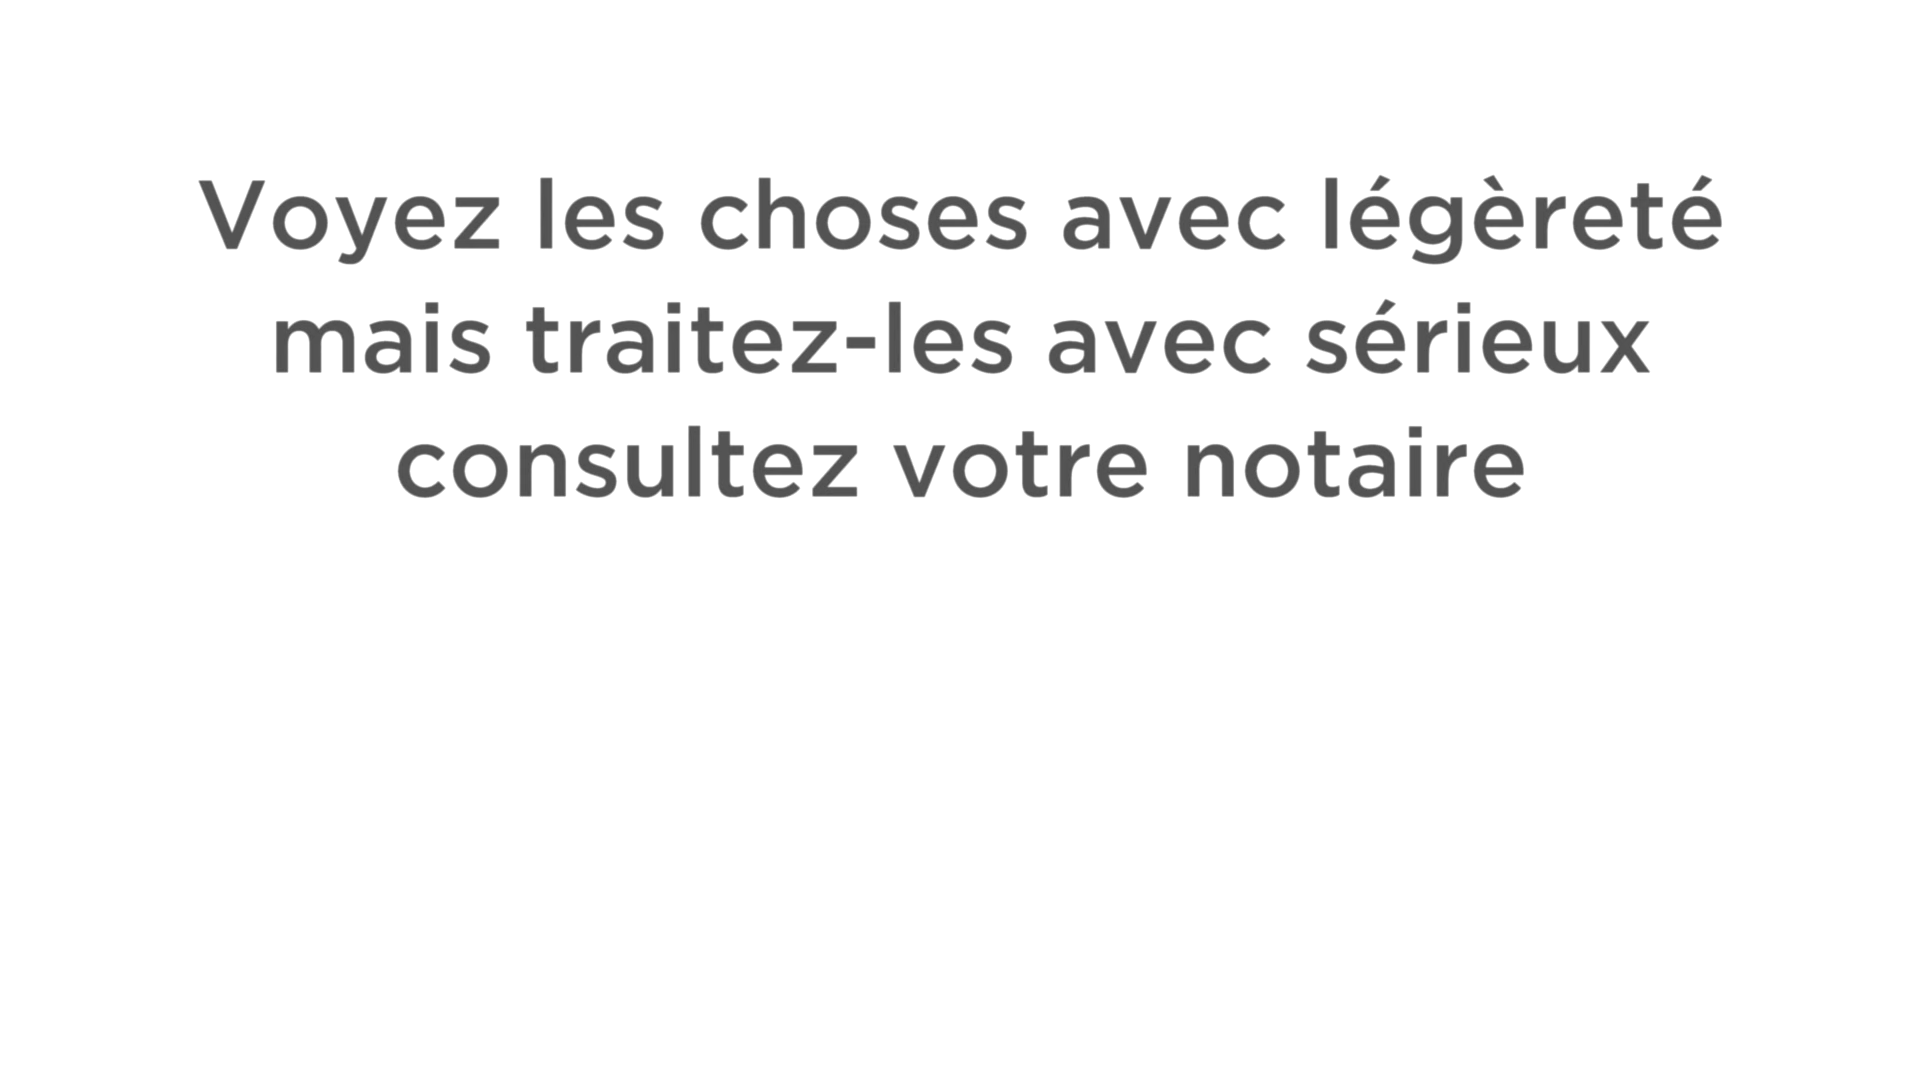 Voyez les choses avec légèreté
mais traitez-les avec sérieux
consultez votre notaire